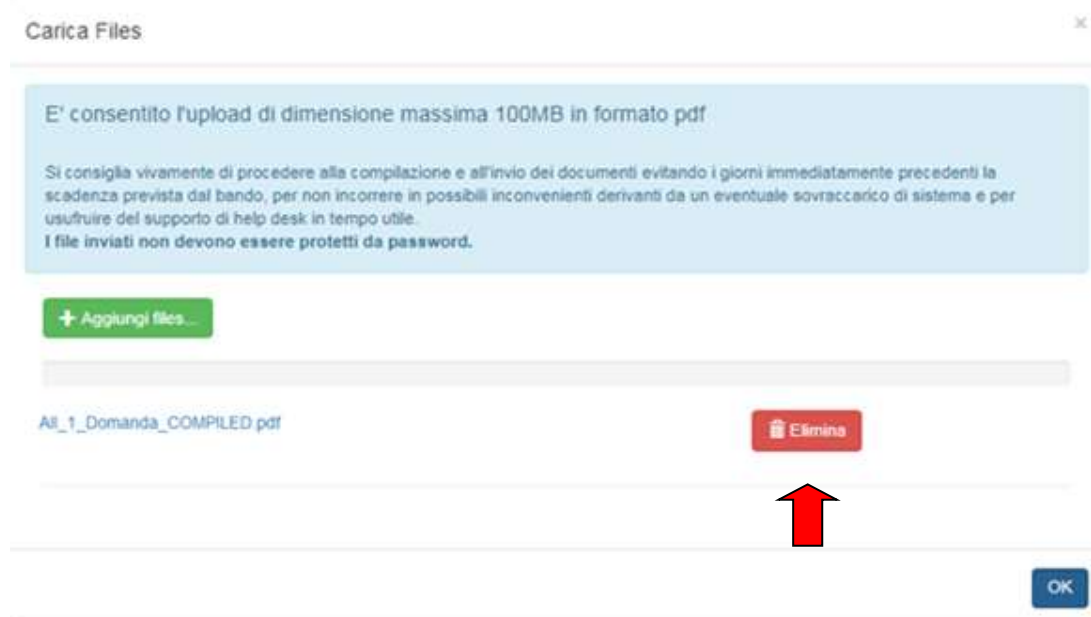 Carica Files
×
E' consentito l'upload di dimensione massima 100MB in formato pdf
Si consiglia vivamente di procedere alla compilazione e all'invio dei documenti evitando i giorni immediatamente precedenti la
scadenza prevista dal bando, per non incorrere in possibili inconvenienti derivanti da un eventuale sovraccarico di sistema e per
usufruire del supporto di help desk in tempo utile.
I file inviati non devono essere protetti da password.
+ Aggiungi files...
All_1_Domanda_COMPILED.pdf
Elimina
OK